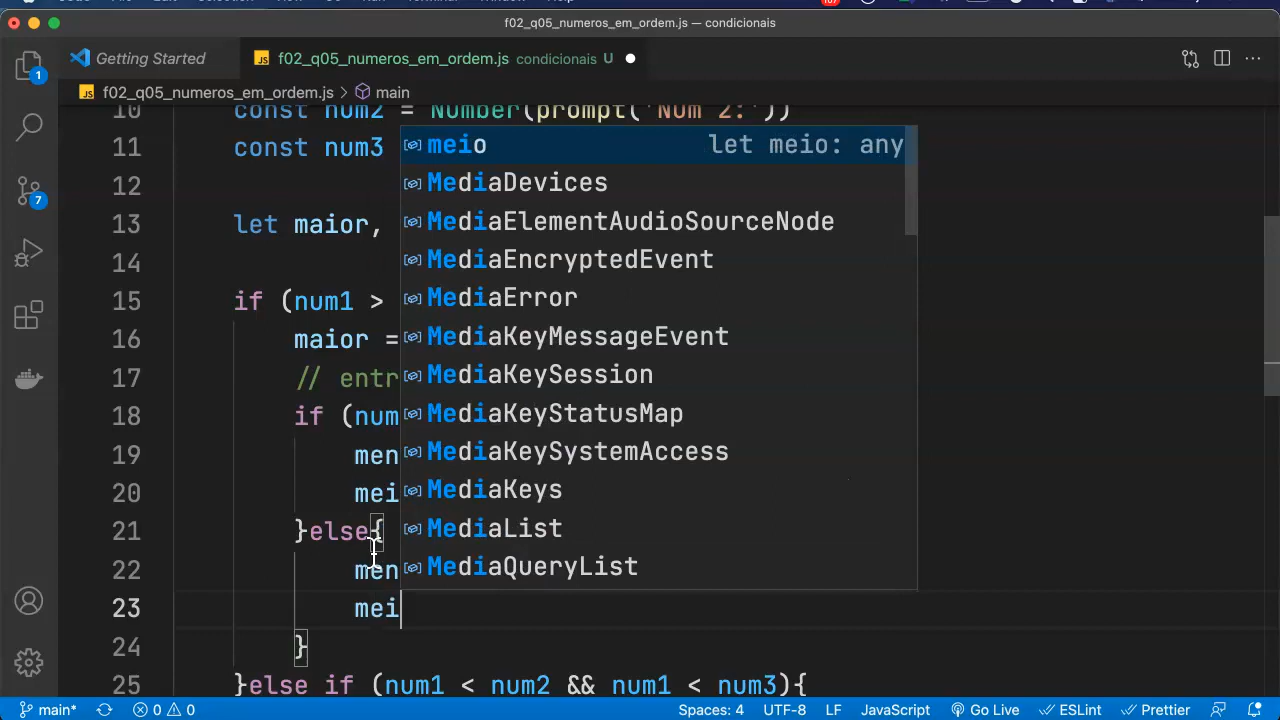 f02_q05_numeros_em_ordem.js — condicionais
Getting Started
JS f02_q05_numeros_em_ordem.js condicionais U
JS f02_q05_numeros_em_ordem.js > main
10 const num2 = Number(prompt('Num 2:'))
11 const num3
12
13 let maior,
14
15 if (num1 >
16 maior =
17 // entr
18 if (num
19 men
20 mei
21 }else{
22 men
23 mei
24 }
25 }else if (num1 < num2 && num1 < num3){
meio let meio: any
MediaDevices
MediaElementAudioSourceNode
MediaEncryptedEvent
MediaError
MediaKeyMessageEvent
MediaKeySession
MediaKeyStatusMap
MediaKeySystemAccess
MediaKeys
MediaList
MediaQueryList
1
7
main* 0 0 Spaces: 4 UTF-8 LF JavaScript Go Live ESLint Prettier